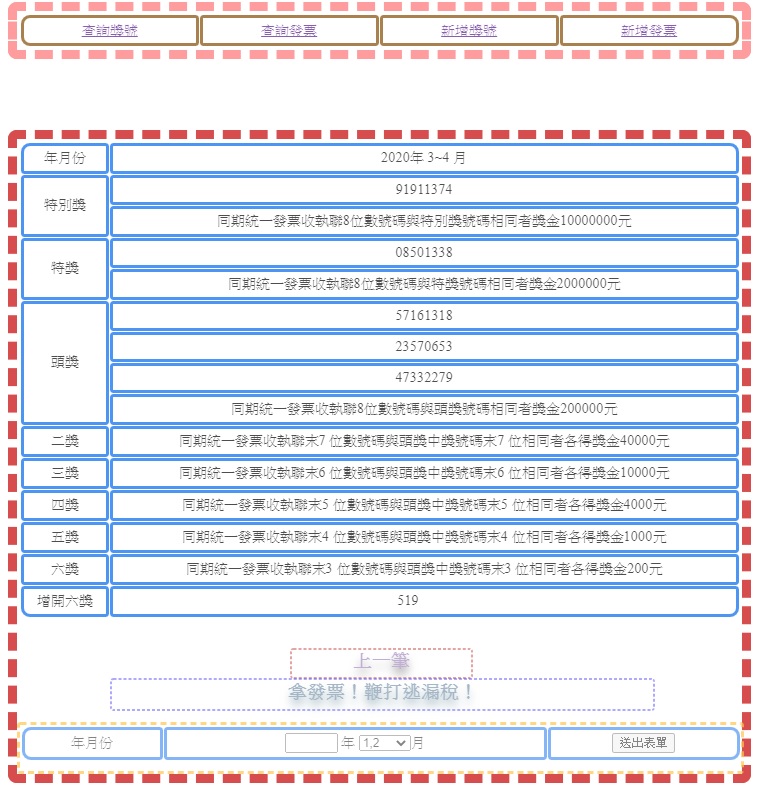 查詢獎號 查詢發票 新增獎號 新增發票
年月份 2020年 3~4 月
特別獎 91911374
同期統一發票收執聯8位數號碼與特別獎號碼相同者獎金10000000元
特獎 08501338
同期統一發票收執聯8位數號碼與特獎號碼相同者獎金2000000元
頭獎 57161318
23570653
47332279
同期統一發票收執聯8位數號碼與頭獎號碼相同者獎金200000元
二獎 同期統一發票收執聯末7 位數號碼與頭獎中獎號碼末7 位相同者各得獎金40000元
三獎 同期統一發票收執聯末6 位數號碼與頭獎中獎號碼末6 位相同者各得獎金10000元
四獎 同期統一發票收執聯末5 位數號碼與頭獎中獎號碼末5 位相同者各得獎金4000元
五獎 同期統一發票收執聯末4 位數號碼與頭獎中獎號碼末4 位相同者各得獎金1000元
六獎 同期統一發票收執聯末3 位數號碼與頭獎中獎號碼末3 位相同者各得獎金200元
增開六獎 519
上一筆
拿發票！鞭打逃漏稅！
年月份 年 1,2 月 送出表單